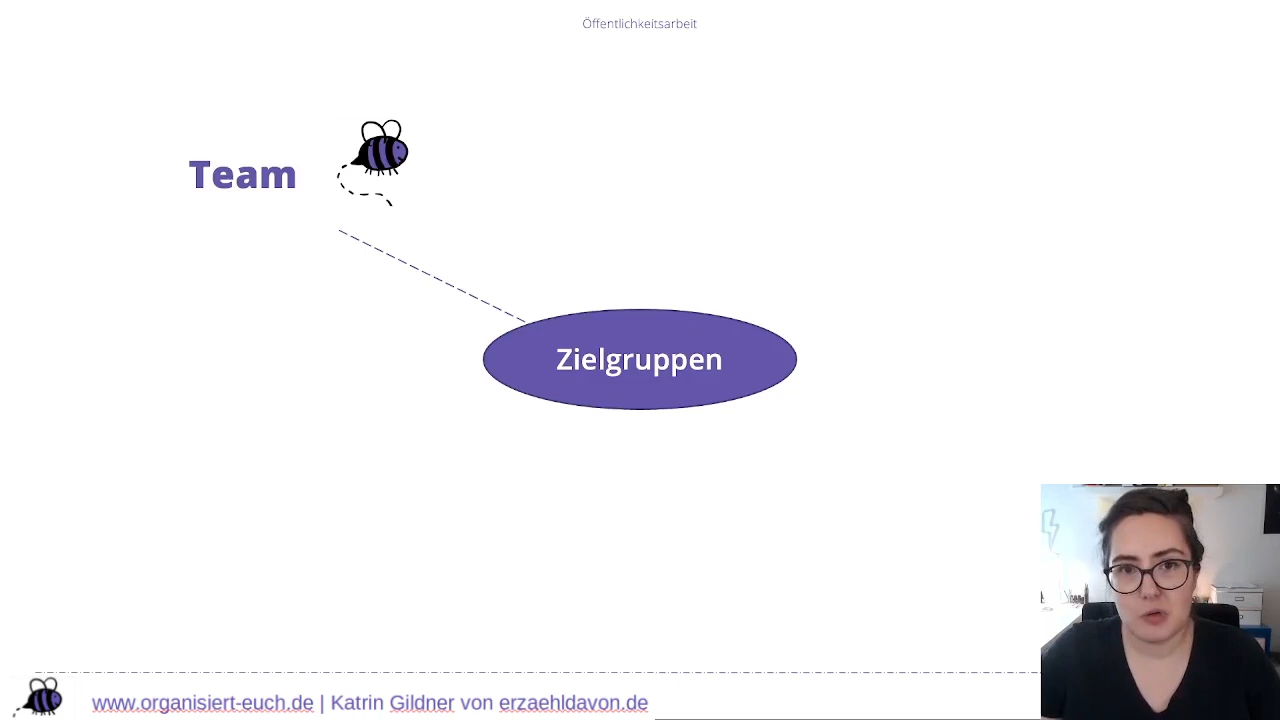 Öffentlichkeitsarbeit
Team
Zielgruppen
www.organisiert-euch.de | Katrin Gildner von erzaehldavon.de